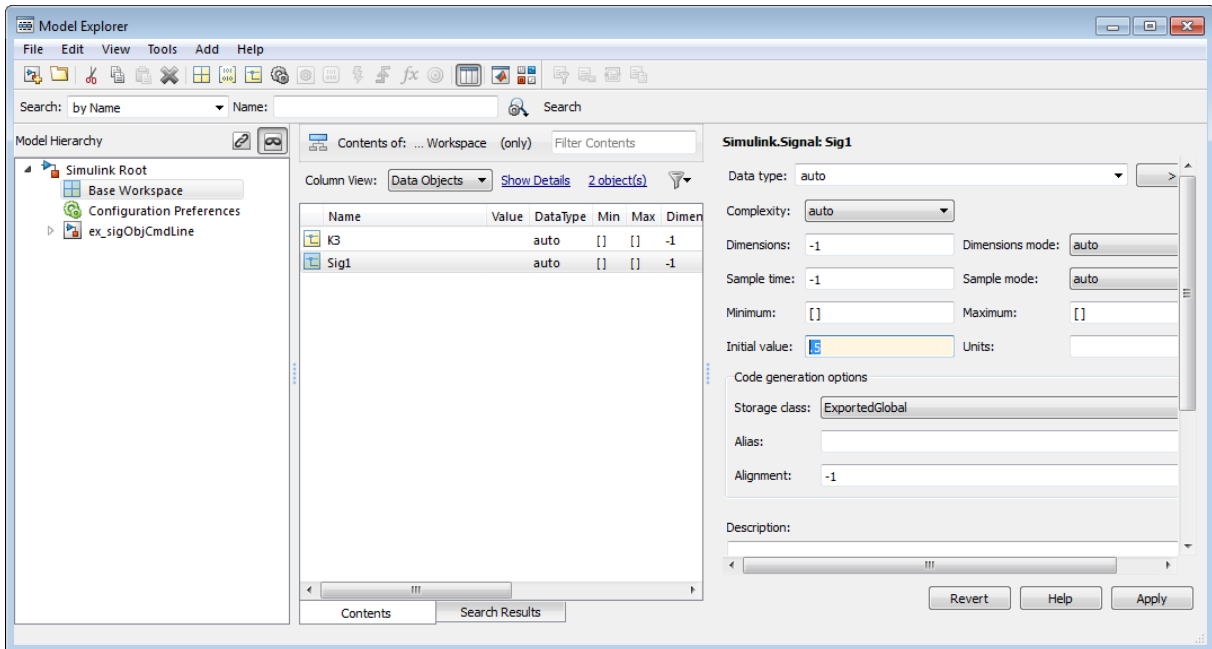 Model Explorer
File Edit View Tools Add Help
Search: by Name Name: Search
Model Hierarchy
Simulink Root
Base Workspace
Configuration Preferences
ex_sigObjCmdLine
Contents of: ... Workspace (only) Filter Contents
Column View: Data Objects Show Details 2 object(s)
Name Value DataType Min Max Dimen
K3 auto [] [] -1
Sig1 auto [] [] -1
Contents Search Results
Simulink.Signal: Sig1
Data type: auto >
Complexity: auto
Dimensions: -1 Dimensions mode: auto
Sample time: -1 Sample mode: auto
Minimum: [] Maximum: []
Initial value: .5 Units:
Code generation options
Storage class: ExportedGlobal
Alias:
Alignment: -1
Description:
Revert Help Apply